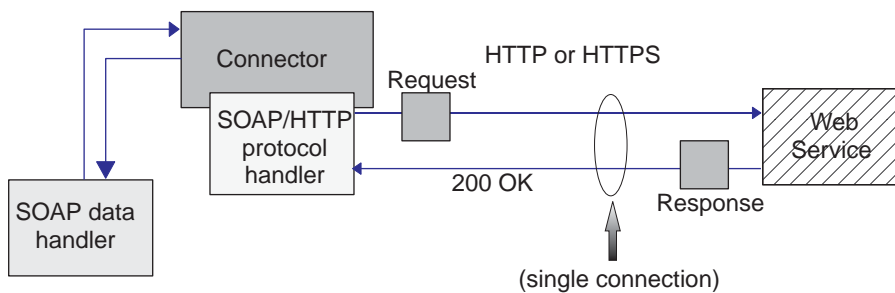 Connector
HTTP or HTTPS
Request
SOAP/HTTP
protocol
handler
Web
Service
200 OK
Response
SOAP data
handler
(single connection)